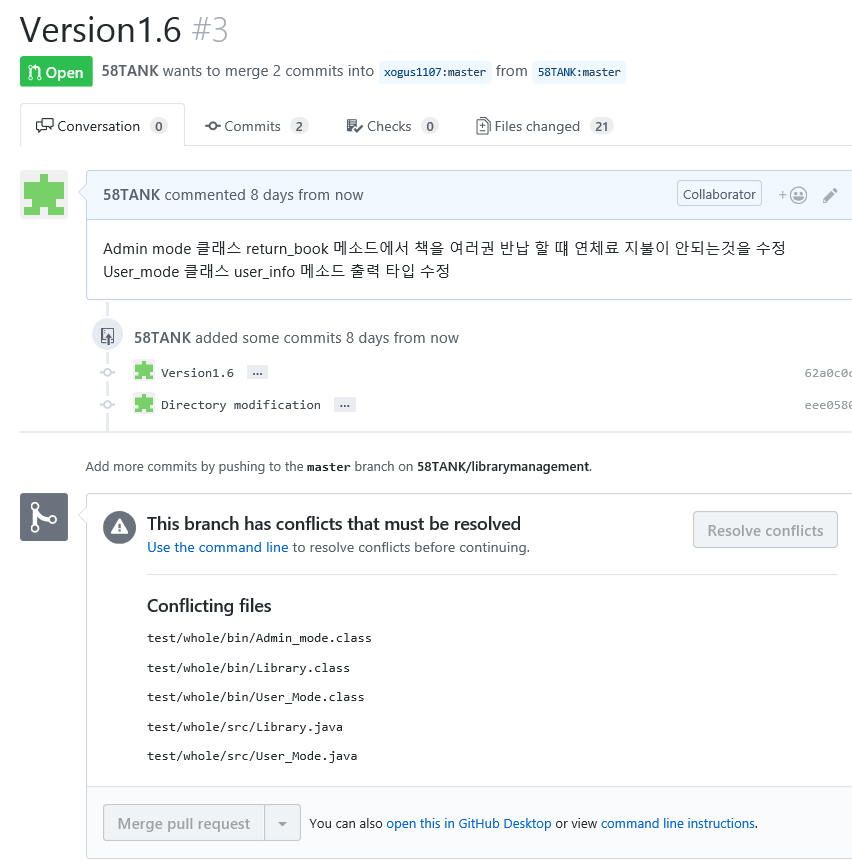 Version1.6 #3
Open 58TANK wants to merge 2 commits into xogus1107:master from 58TANK:master
Conversation 0 Commits 2 Checks 0 Files changed 21
58TANK commented 8 days from now Collaborator +
Admin mode 클래스 return_book 메소드에서 책을 여러권 반납 할 떄 연체료 지불이 안되는것을 수정
User_mode 클래스 user_info 메소드 출력 타입 수정
58TANK added some commits 8 days from now
Version1.6 … 62a0c0
Directory modification … eee0580
Add more commits by pushing to the master branch on 58TANK/librarymanagement.
This branch has conflicts that must be resolved
Use the command line to resolve conflicts before continuing.
Resolve conflicts
Conflicting files
test/whole/bin/Admin_mode.class
test/whole/bin/Library.class
test/whole/bin/User_Mode.class
test/whole/src/Library.java
test/whole/src/User_Mode.java
Merge pull request You can also open this in GitHub Desktop or view command line instructions.